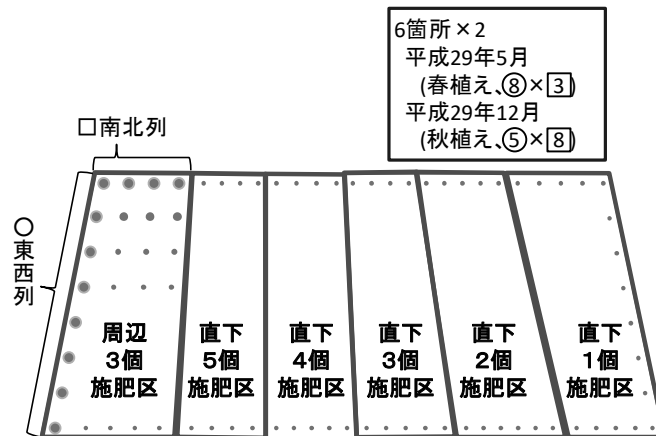 6箇所×2
平成29年5月
(春植え、⑧×3)
平成29年12月
(秋植え、⑤×8)
□南北列
○東西列
周辺
3個
施肥区
直下
5個
施肥区
直下
4個
施肥区
直下
3個
施肥区
直下
2個
施肥区
直下
1個
施肥区